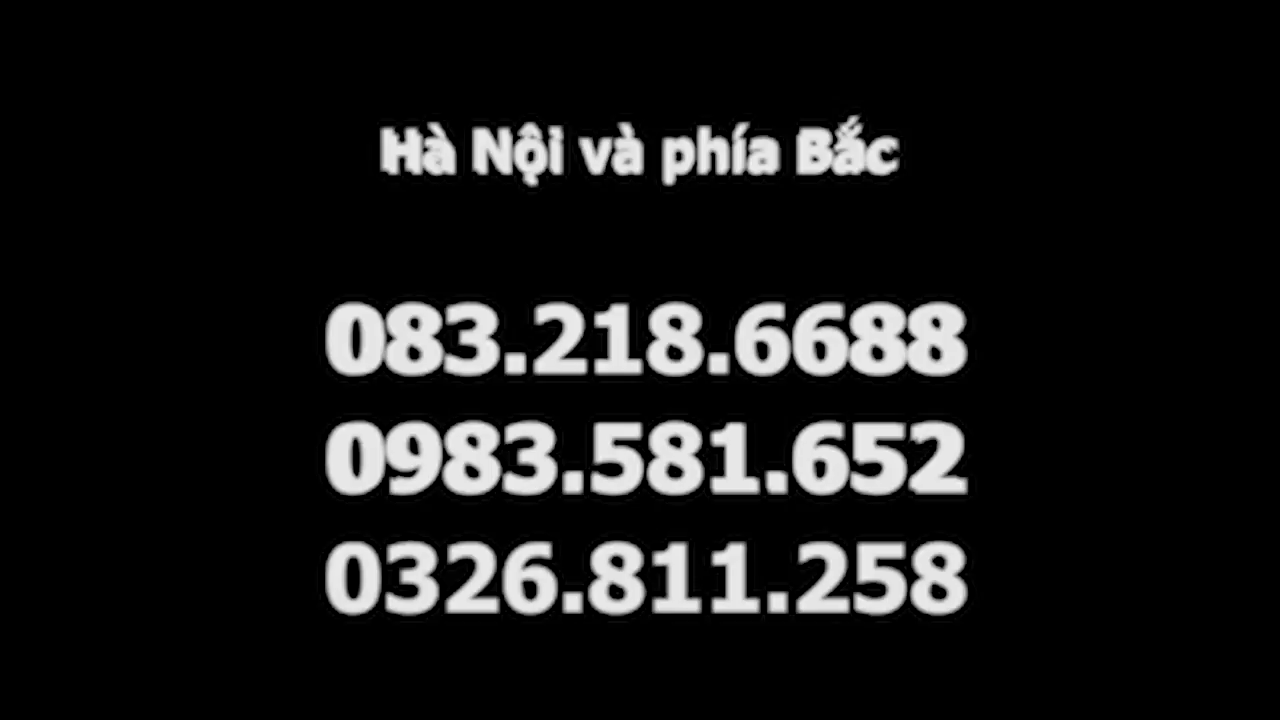 Hà Nội và phía Bắc
083.218.6688
0983.581.652
0326.811.258